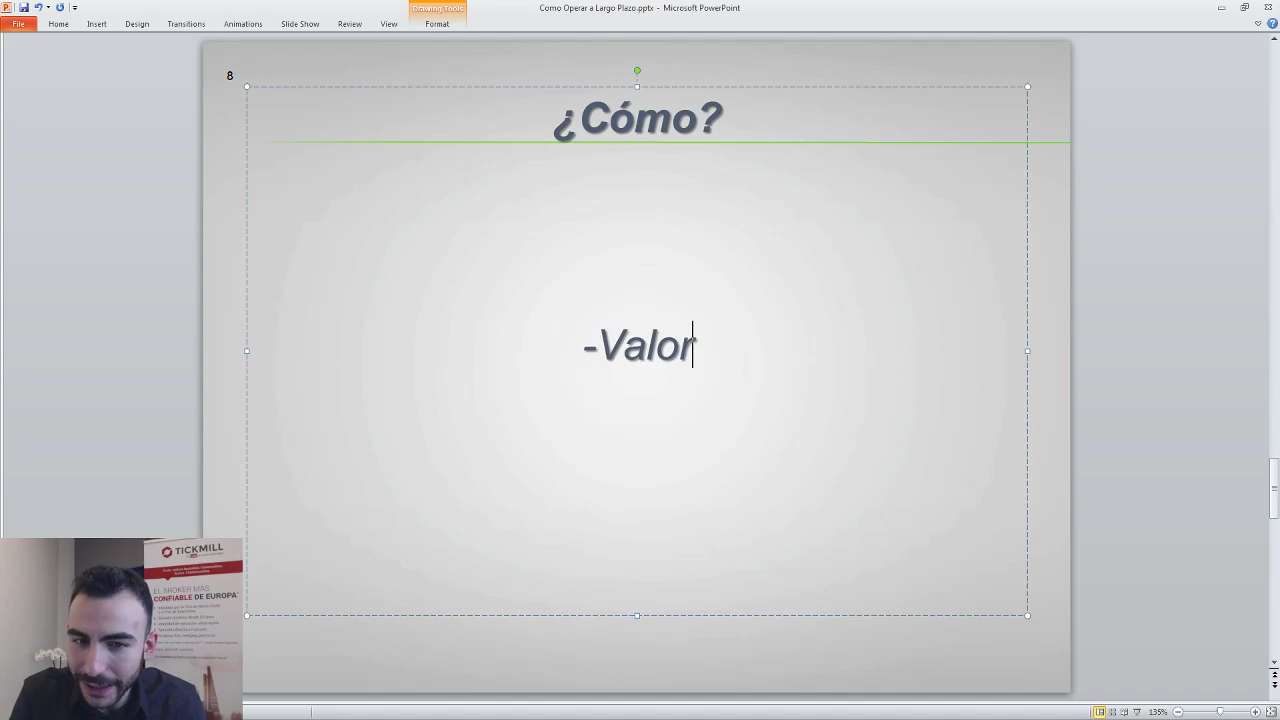 Drawing Tools
Como Operar a Largo Plazo.pptx - Microsoft PowerPoint
File Home Insert Design Transitions Animations Slide Show Review View Format
8
¿Cómo?
-Valor
TICKMILL
EL BROKER MÁS
CONFIABLE DE EUROPA*
135%